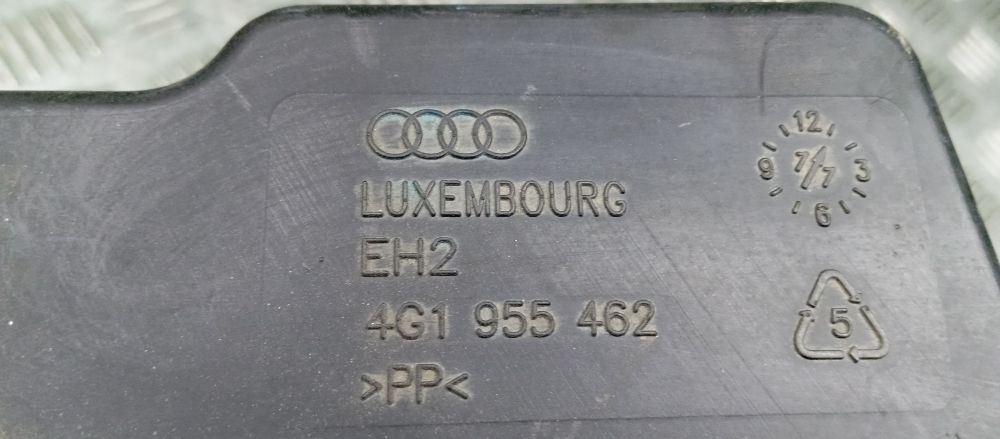 LUXEMBOURG
EH2
4G1 955 462
>PP<
12
9
7/7
3
6
5